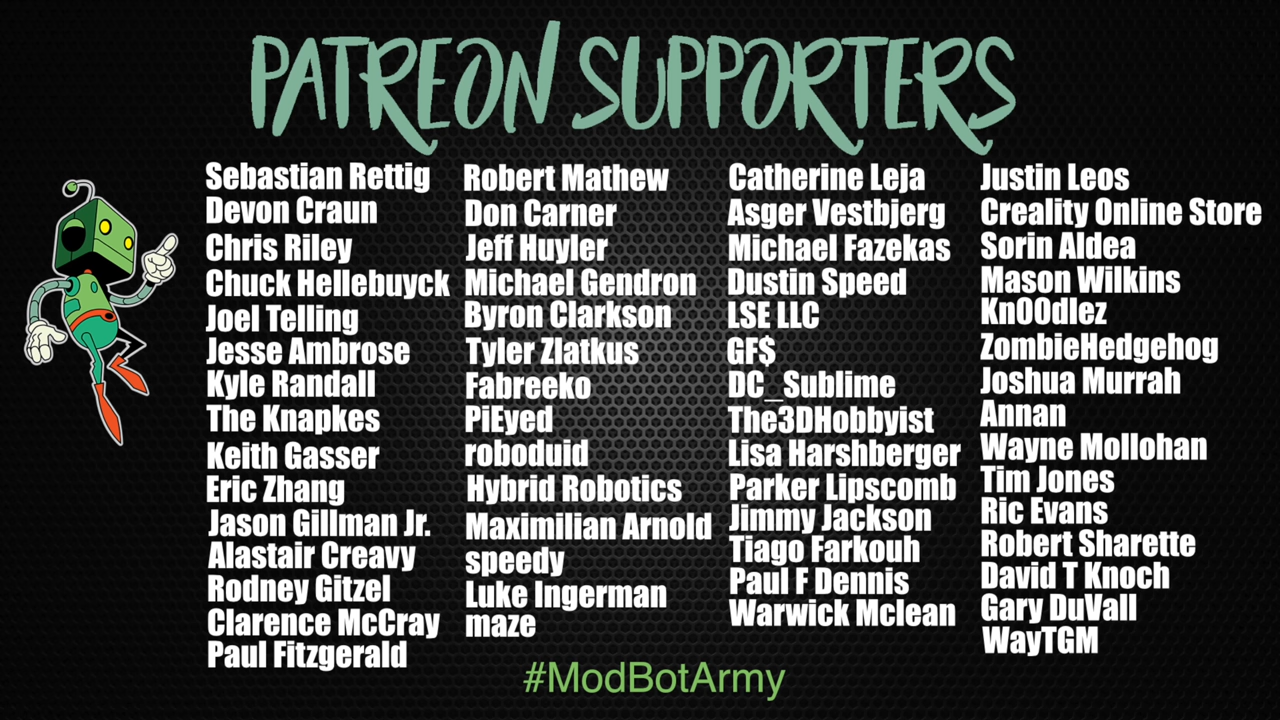 PATREON SUPPORTERS
Sebastian Rettig
Devon Craun
Chris Riley
Chuck Hellebuyck
Joel Telling
Jesse Ambrose
Kyle Randall
The Knapkes
Keith Gasser
Eric Zhang
Jason Gillman Jr.
Alastair Creavy
Rodney Gitzel
Clarence McCray
Paul Fitzgerald
Robert Mathew
Don Carner
Jeff Huyler
Michael Gendron
Byron Clarkson
Tyler Zlatkus
Fabreeko
PiEyed
roboduid
Hybrid Robotics
Maximilian Arnold
speedy
Luke Ingerman
maze
Catherine Leja
Asger Vestbjerg
Michael Fazekas
Dustin Speed
LSE LLC
GF$
DC_Sublime
The3DHobbyist
Lisa Harshberger
Parker Lipscomb
Jimmy Jackson
Tiago Farkouh
Paul F Dennis
Warwick Mclean
Justin Leos
Creality Online Store
Sorin Aldea
Mason Wilkins
Kn00dlez
ZombieHedgehog
Joshua Murrah
Annan
Wayne Mollohan
Tim Jones
Ric Evans
Robert Sharette
David T Knoch
Gary DuVall
WayTGM
#ModBotArmy